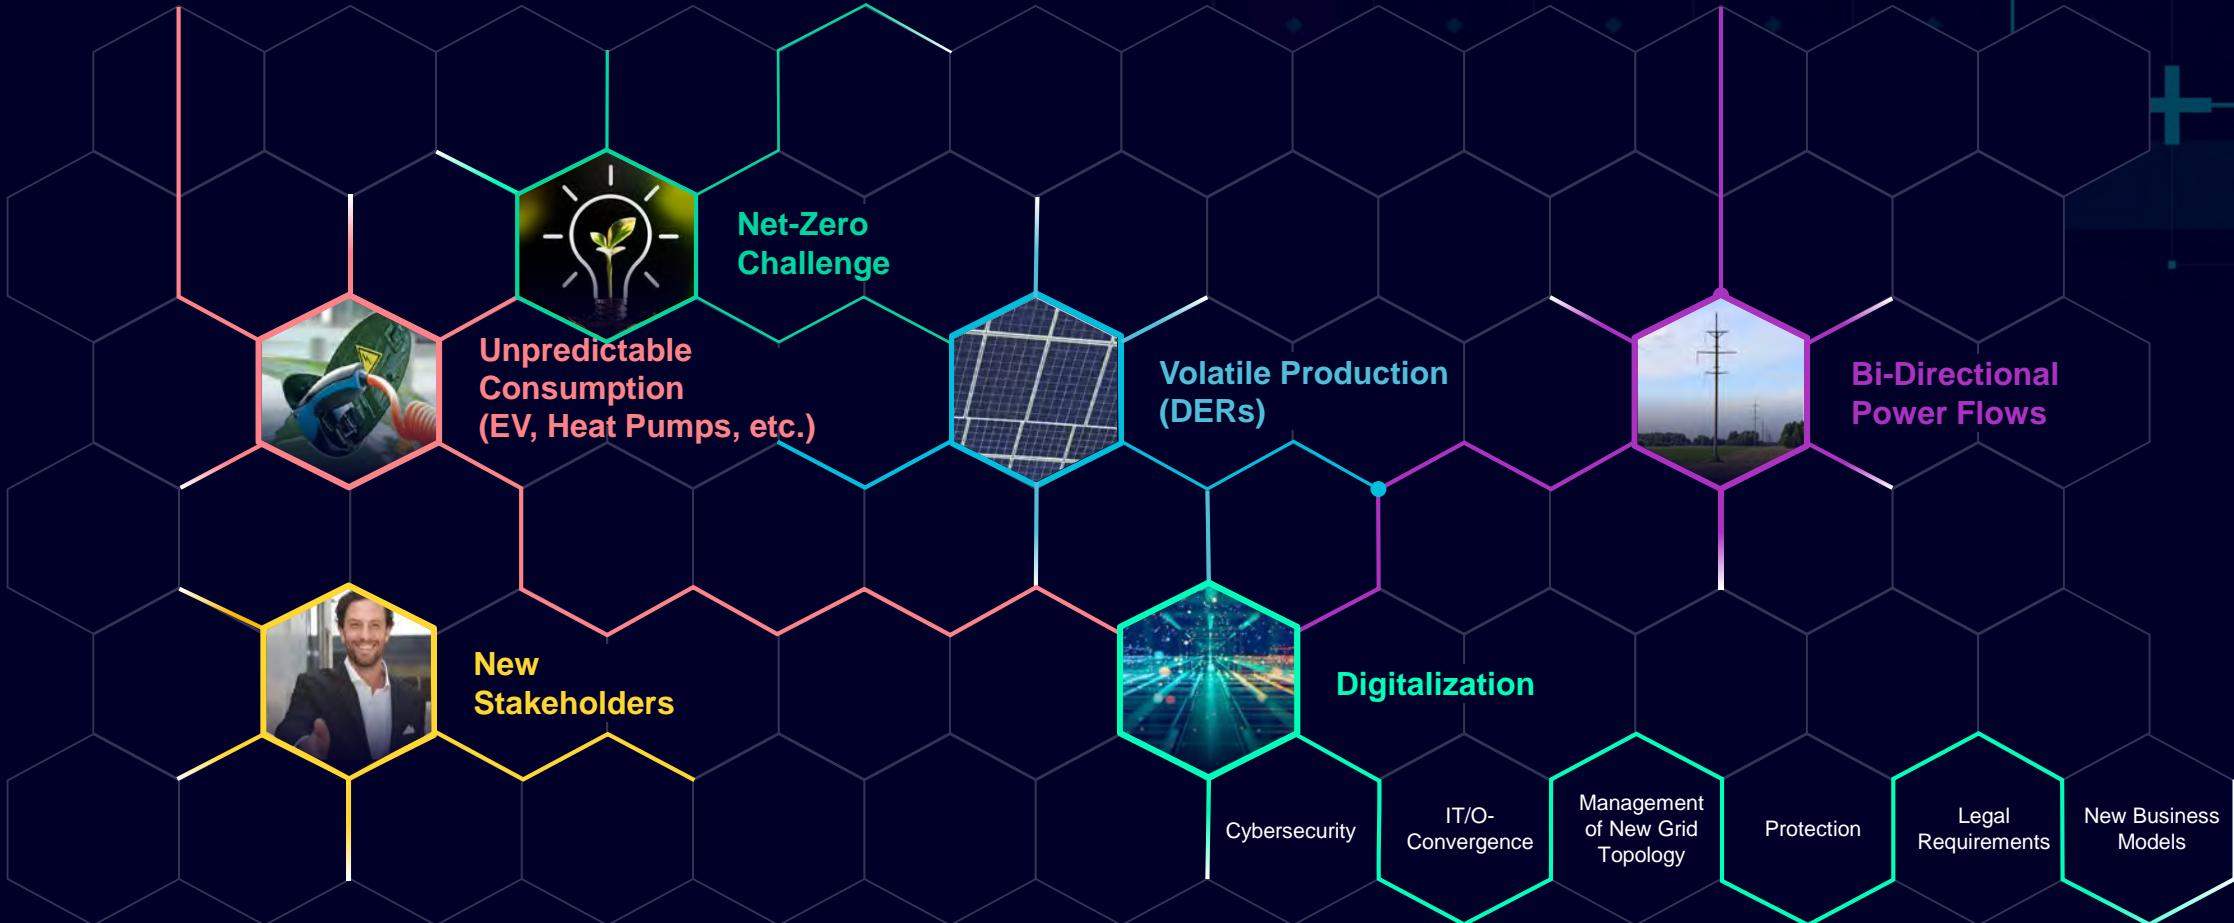 Net-Zero
Challenge
Unpredictable
Consumption
(EV, Heat Pumps, etc.)
Volatile Production
(DERs)
Bi-Directional
Power Flows
New
Stakeholders
Digitalization
Cybersecurity
IT/O-
Convergence
Management
of New Grid
Topology
Protection
Legal
Requirements
New Business
Models